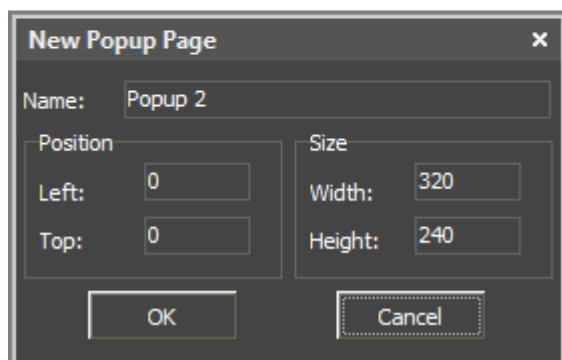 New Popup Page
Name: Popup 2
Position
Left: 0
Top: 0
Size
Width: 320
Height: 240
OK
Cancel